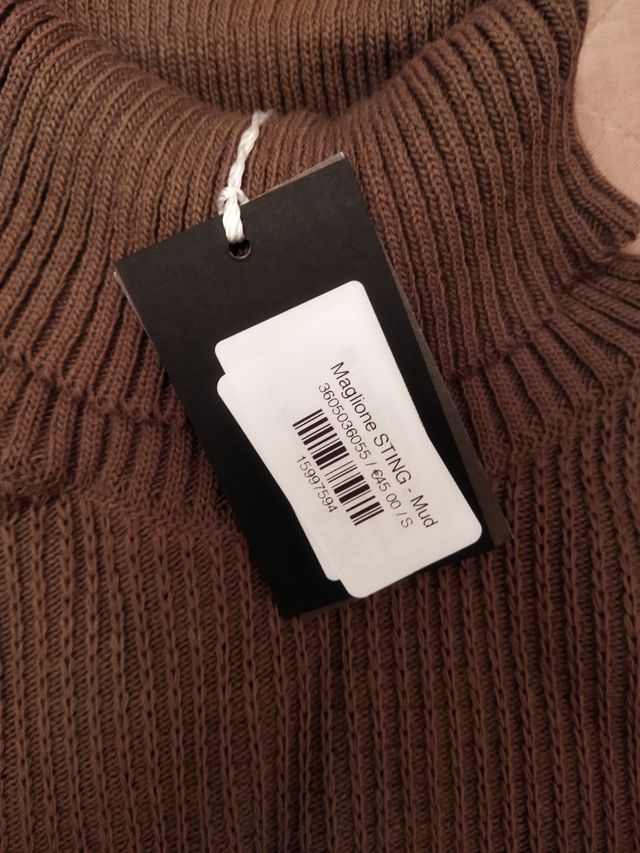 Maglione STING - Mud
3605036055 / €45.00 / S
15997594